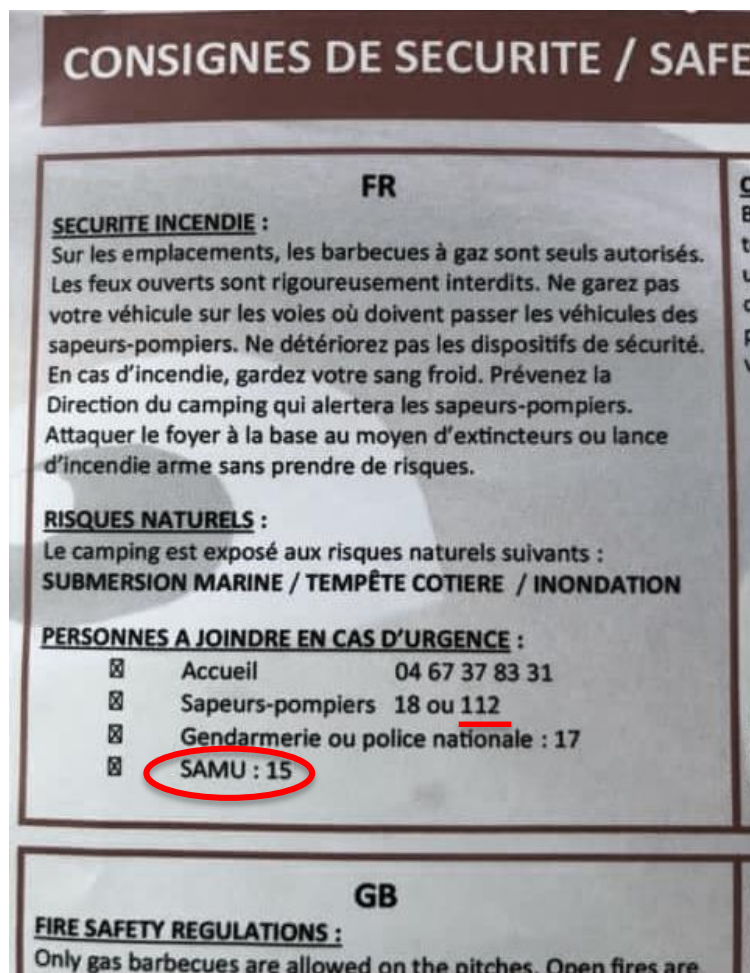 CONSIGNES DE SECURITE / SAFE
FR
SECURITE INCENDIE :
Sur les emplacements, les barbecues à gaz sont seuls autorisés.
Les feux ouverts sont rigoureusement interdits. Ne garez pas
votre véhicule sur les voies où doivent passer les véhicules des
sapeurs-pompiers. Ne détériorez pas les dispositifs de sécurité.
En cas d'incendie, gardez votre sang froid. Prévenez la
Direction du camping qui alertera les sapeurs-pompiers.
Attaquer le foyer à la base au moyen d'extincteurs ou lance
d'incendie arme sans prendre de risques.
RISQUES NATURELS :
Le camping est exposé aux risques naturels suivants :
SUBMERSION MARINE / TEMPÊTE COTIERE / INONDATION
PERSONNES A JOINDRE EN CAS D'URGENCE :
Accueil 04 67 37 83 31
Sapeurs-pompiers 18 ou 112
Gendarmerie ou police nationale : 17
SAMU : 15
GB
FIRE SAFETY REGULATIONS :
Only gas barbecues are allowed on the pitches. Open fires are